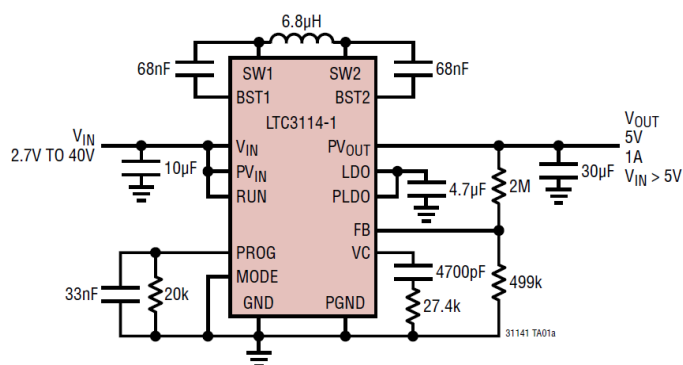 6.8µH
68nF
SW1
SW2
68nF
BST1
BST2
LTC3114-1
VIN
2.7V TO 40V
VIN
PVOUT
VOUT
5V
1A
VIN > 5V
10µF
PVIN
LDO
4.7µF
2M
30µF
RUN
PLDO
FB
PROG
VC
4700pF
499k
MODE
33nF
20k
27.4k
GND
PGND
31141 TA01a